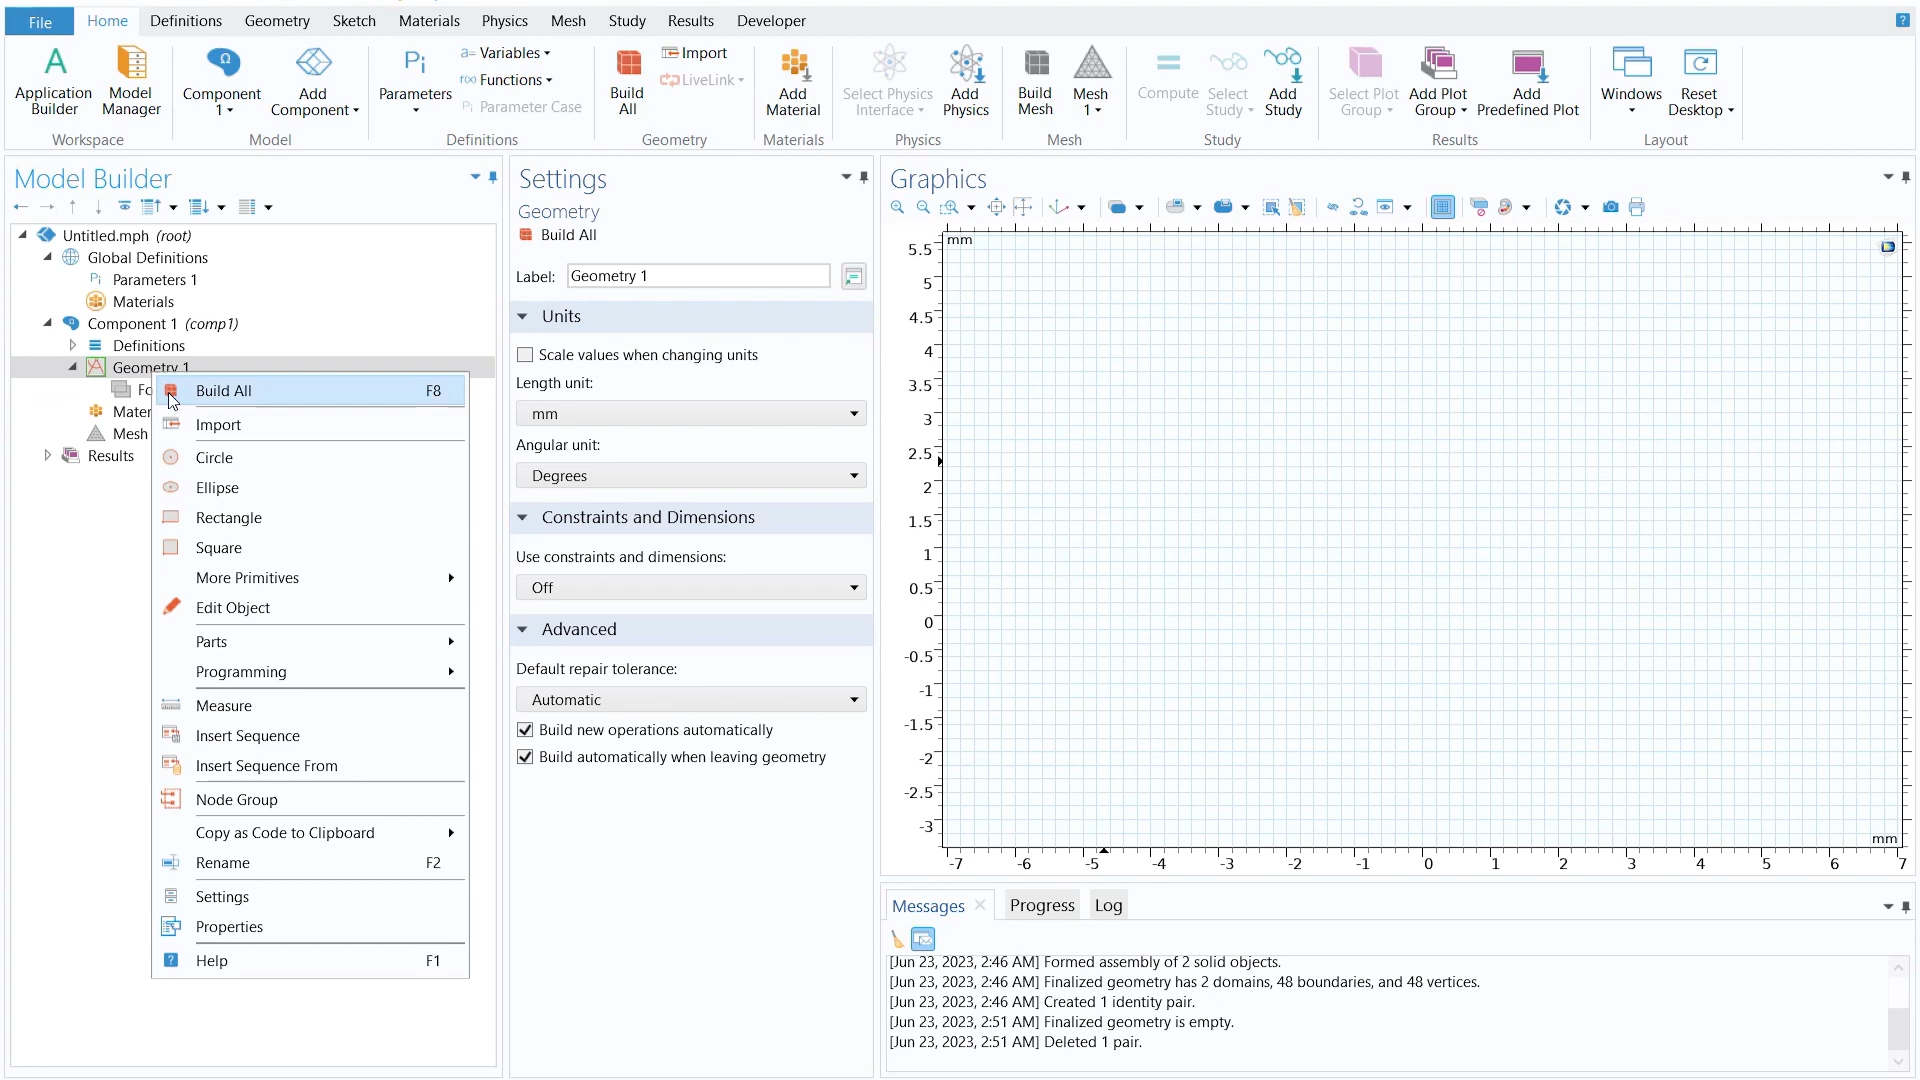 File Home Definitions Geometry Sketch Materials Physics Mesh Study Results Developer
Application Builder
Model Manager
Workspace
Component 1
Add Component
Model
Pi
Parameters
a= Variables
f(x) Functions
Pi Parameter Case
Definitions
Build All
Import
LiveLink
Geometry
Add Material
Materials
Select Physics Interface
Add Physics
Physics
Build Mesh
Mesh 1
Mesh
Compute
Select Study
Add Study
Study
Select Plot Group
Add Plot Group
Add Predefined Plot
Results
Windows
Reset Desktop
Layout
Model Builder
Untitled.mph (root)
Global Definitions
Pi Parameters 1
Materials
Component 1 (comp1)
Definitions
Geometry 1
Fo
Mater
Mesh
Results
Build All F8
Import
Circle
Ellipse
Rectangle
Square
More Primitives
Edit Object
Parts
Programming
Measure
Insert Sequence
Insert Sequence From
Node Group
Copy as Code to Clipboard
Rename F2
Settings
Properties
Help F1
Settings
Geometry
Build All
Label: Geometry 1
Units
Scale values when changing units
Length unit:
mm
Angular unit:
Degrees
Constraints and Dimensions
Use constraints and dimensions:
Off
Advanced
Default repair tolerance:
Automatic
Build new operations automatically
Build automatically when leaving geometry
Graphics
mm
5.5
5
4.5
4
3.5
3
2.5
2
1.5
1
0.5
0
-0.5
-1
-1.5
-2
-2.5
-3
mm
-7 -6 -5 -4 -3 -2 -1 0 1 2 3 4 5 6 7
Messages Progress Log
[Jun 23, 2023, 2:46 AM] Formed assembly of 2 solid objects.
[Jun 23, 2023, 2:46 AM] Finalized geometry has 2 domains, 48 boundaries, and 48 vertices.
[Jun 23, 2023, 2:46 AM] Created 1 identity pair.
[Jun 23, 2023, 2:51 AM] Finalized geometry is empty.
[Jun 23, 2023, 2:51 AM] Deleted 1 pair.